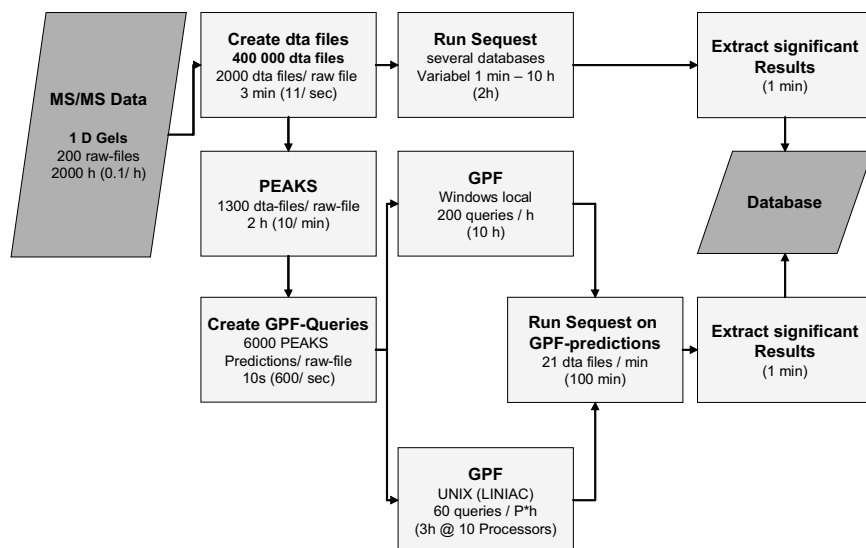 MS/MS Data
1 D Gels
200 raw-files
2000 h (0.1/ h)
Create dta files
400 000 dta files
2000 dta files/ raw file
3 min (11/ sec)
Run Sequest
several databases
Variabel 1 min – 10 h
(2h)
Extract significant
Results
(1 min)
PEAKS
1300 dta-files/ raw-file
2 h (10/ min)
GPF
Windows local
200 queries / h
(10 h)
Database
Create GPF-Queries
6000 PEAKS
Predictions/ raw-file
10s (600/ sec)
Run Sequest on
GPF-predictions
21 dta files / min
(100 min)
Extract significant
Results
(1 min)
GPF
UNIX (LINIAC)
60 queries / P*h
(3h @ 10 Processors)